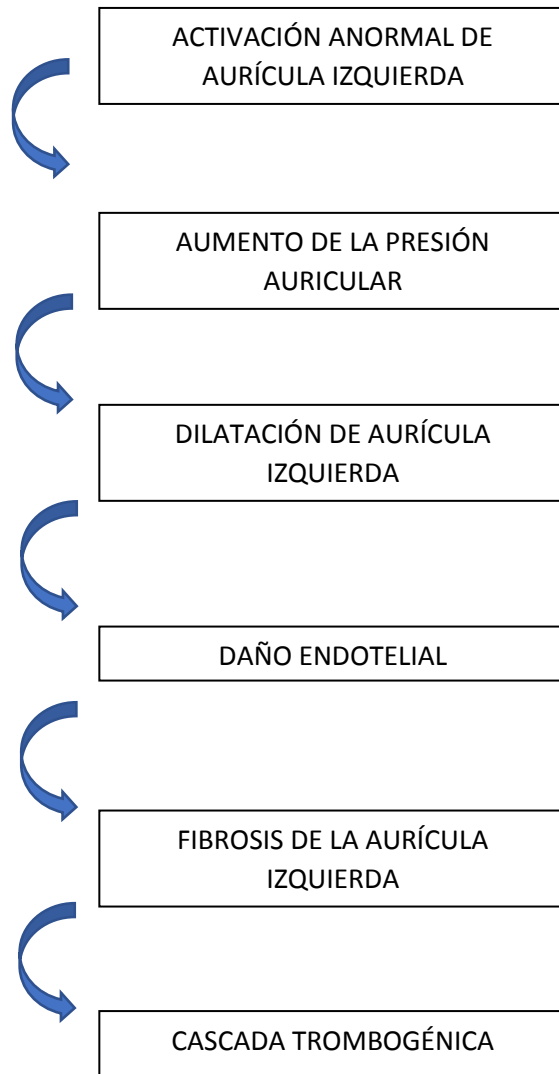 ACTIVACIÓN ANORMAL DE
AURÍCULA IZQUIERDA
AUMENTO DE LA PRESIÓN
AURICULAR
DILATACIÓN DE AURÍCULA
IZQUIERDA
DAÑO ENDOTELIAL
FIBROSIS DE LA AURÍCULA
IZQUIERDA
CASCADA TROMBOGÉNICA